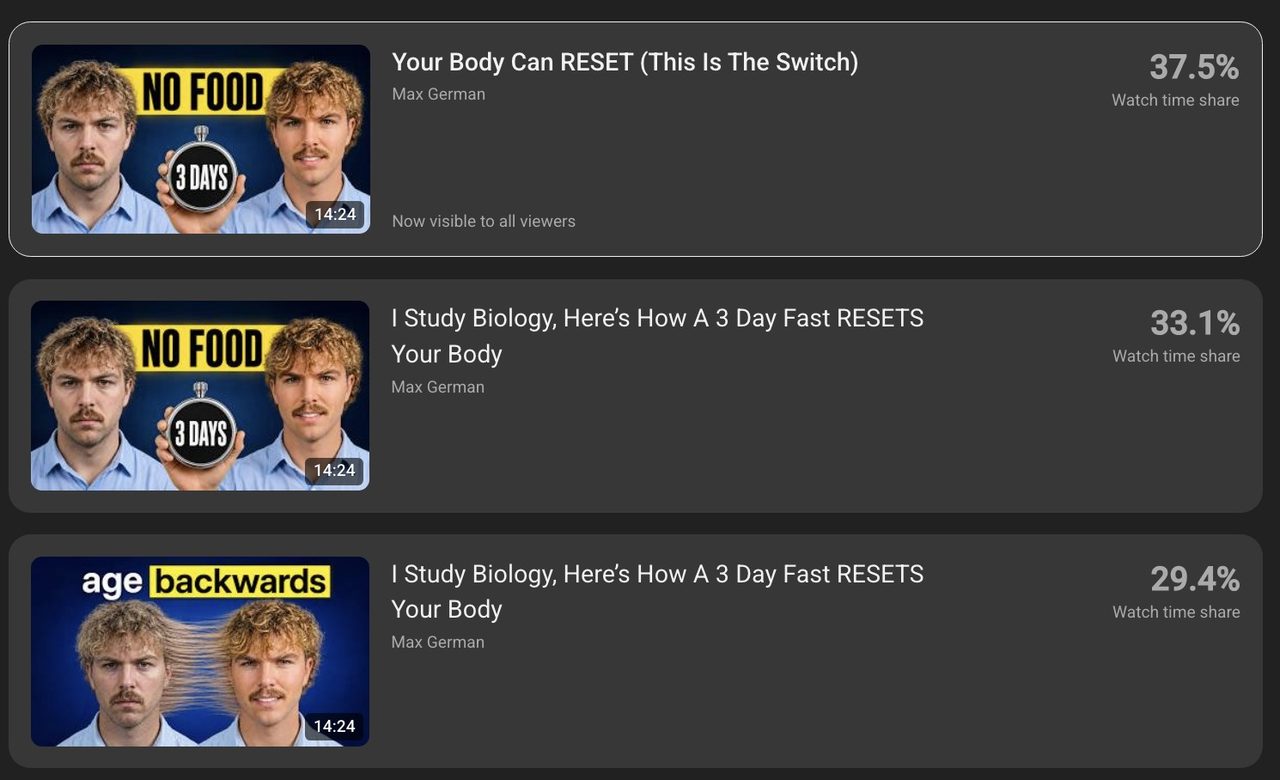 NO FOOD
3 DAYS
14:24
Your Body Can RESET (This Is The Switch)
Max German
Now visible to all viewers
37.5%
Watch time share
NO FOOD
3 DAYS
14:24
I Study Biology, Here’s How A 3 Day Fast RESETS
Your Body
Max German
33.1%
Watch time share
age backwards
14:24
I Study Biology, Here’s How A 3 Day Fast RESETS
Your Body
Max German
29.4%
Watch time share